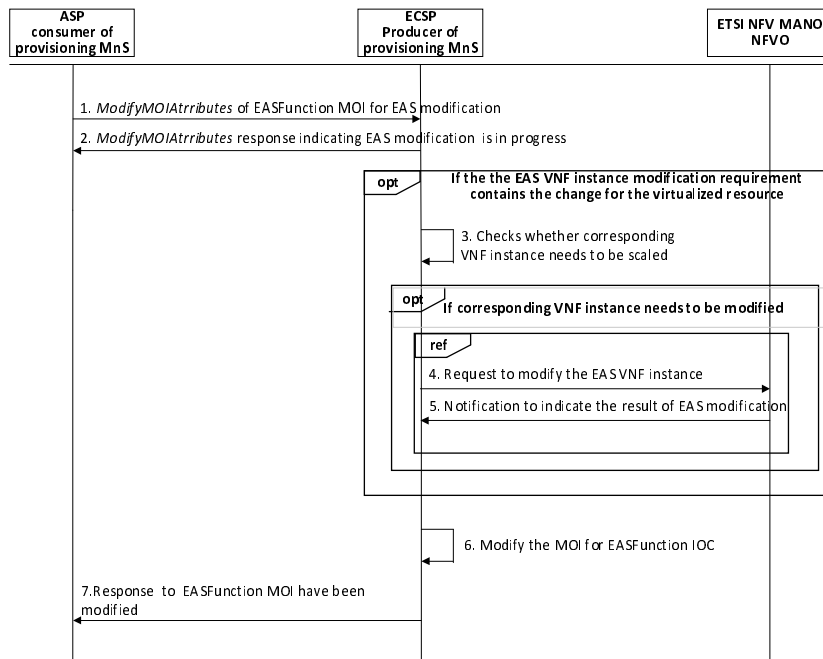 ASP
consumer of
provisioning MnS
ECSP
Producer of
provisioning MnS
ETSI NFV MANO
NFVO
1. ModifyMOIAtrributes of EASFunction MOI for EAS modification
2. ModifyMOIAtrributes response indicating EAS modification is in progress
opt
If the the EAS VNF instance modification requirement
contains the change for the virtualized resource
3. Checks whether corresponding
VNF instance needs to be scaled
opt
If corresponding VNF instance needs to be modified
ref
4. Request to modify the EAS VNF instance
5. Notification to indicate the result of EAS modification
6. Modify the MOI for EASFunction IOC
7.Response to EASFunction MOI have been
modified